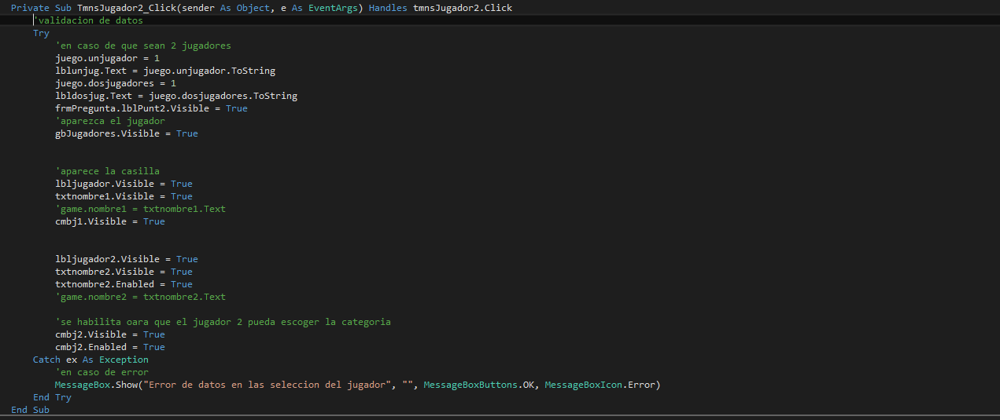 Private Sub TmnsJugador2_Click(sender As Object, e As EventArgs) Handles tmnsJugador2.Click
'validacion de datos
Try
'en caso de que sean 2 jugadores
juego.unjugador = 1
lblunjug.Text = juego.unjugador.ToString
juego.dosjugadores = 1
lbldosjug.Text = juego.dosjugadores.ToString
frmPregunta.lblPunt2.Visible = True
'aparezca el jugador
gbJugadores.Visible = True
'aparece la casilla
lbljugador.Visible = True
txtnombre1.Visible = True
'game.nombre1 = txtnombre1.Text
cmbj1.Visible = True
lbljugador2.Visible = True
txtnombre2.Visible = True
txtnombre2.Enabled = True
'game.nombre2 = txtnombre2.Text
'se habilita oara que el jugador 2 pueda escoger la categoria
cmbj2.Visible = True
cmbj2.Enabled = True
Catch ex As Exception
'en caso de error
MessageBox.Show("Error de datos en las seleccion del jugador", "", MessageBoxButtons.OK, MessageBoxIcon.Error)
End Try
End Sub